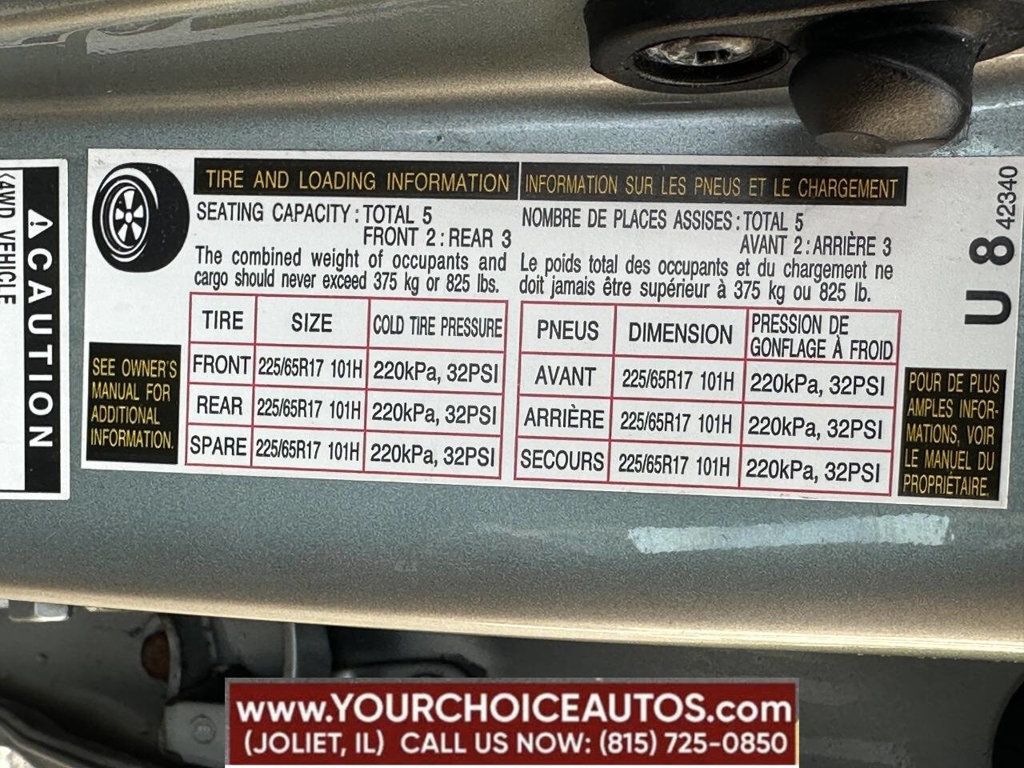 TIRE AND LOADING INFORMATION
SEATING CAPACITY : TOTAL 5
FRONT 2 : REAR 3
The combined weight of occupants and
cargo should never exceed 375 kg or 825 lbs.
TIRE SIZE COLD TIRE PRESSURE
FRONT 225/65R17 101H 220kPa, 32PSI
REAR 225/65R17 101H 220kPa, 32PSI
SPARE 225/65R17 101H 220kPa, 32PSI
SEE OWNER'S
MANUAL FOR
ADDITIONAL
INFORMATION.
INFORMATION SUR LES PNEUS ET LE CHARGEMENT
NOMBRE DE PLACES ASSISES : TOTAL 5
AVANT 2 : ARRIÈRE 3
Le poids total des occupants et du chargement ne
doit jamais être supérieur à 375 kg ou 825 lb.
PNEUS DIMENSION PRESSION DE
GONFLAGE À FROID
AVANT 225/65R17 101H 220kPa, 32PSI
ARRIÈRE 225/65R17 101H 220kPa, 32PSI
SECOURS 225/65R17 101H 220kPa, 32PSI
POUR DE PLUS
AMPLES INFOR-
MATIONS, VOIR
LE MANUEL DU
PROPRIÉTAIRE.
U 8 42340
⚠CAUTION
(4WD VEHICLE
www.YOURCHOICEAUTOS.com
(JOLIET, IL) CALL US NOW: (815) 725-0850